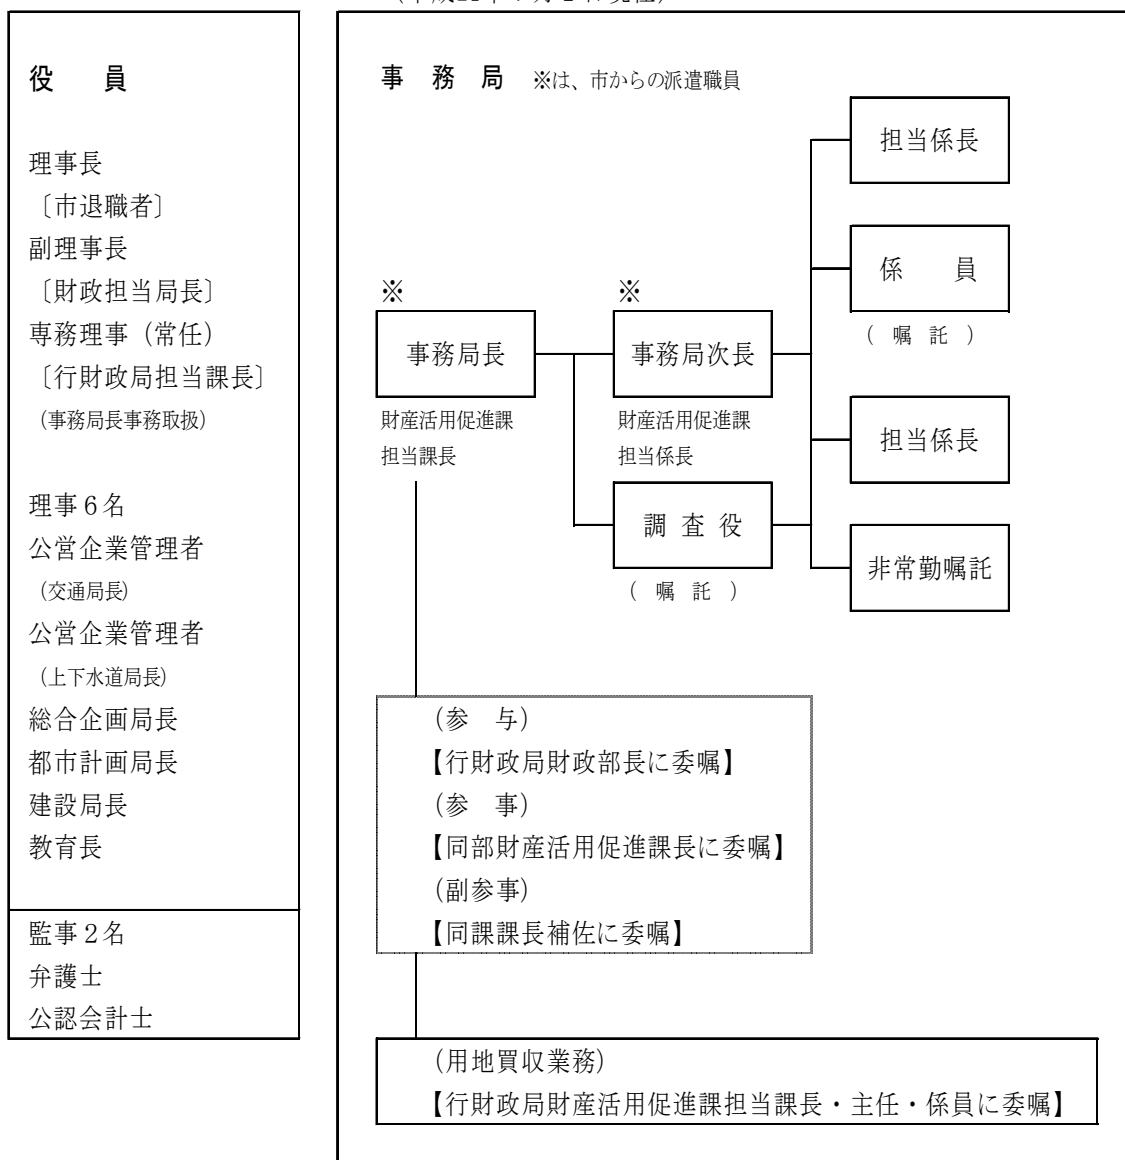 役　員
理事長
〔市退職者〕
副理事長
〔財政担当局長〕
専務理事（常任）
〔行財政局担当課長〕
（事務局長事務取扱）
理事６名
公営企業管理者
（交通局長）
公営企業管理者
（上下水道局長）
総合企画局長
都市計画局長
建設局長
教育長
監事２名
弁護士
公認会計士
事　務　局　※は、市からの派遣職員
※
事務局長
財産活用促進課
担当課長
※
事務局次長
財産活用促進課
担当係長
調 査 役
（ 嘱 託 ）
担当係長
係　員
（ 嘱 託 ）
担当係長
非常勤嘱託
（参　与）
【行財政局財政部長に委嘱】
（参　事）
【同部財産活用促進課長に委嘱】
（副参事）
【同課課長補佐に委嘱】
（用地買収業務）
【行財政局財産活用促進課担当課長・主任・係員に委嘱】